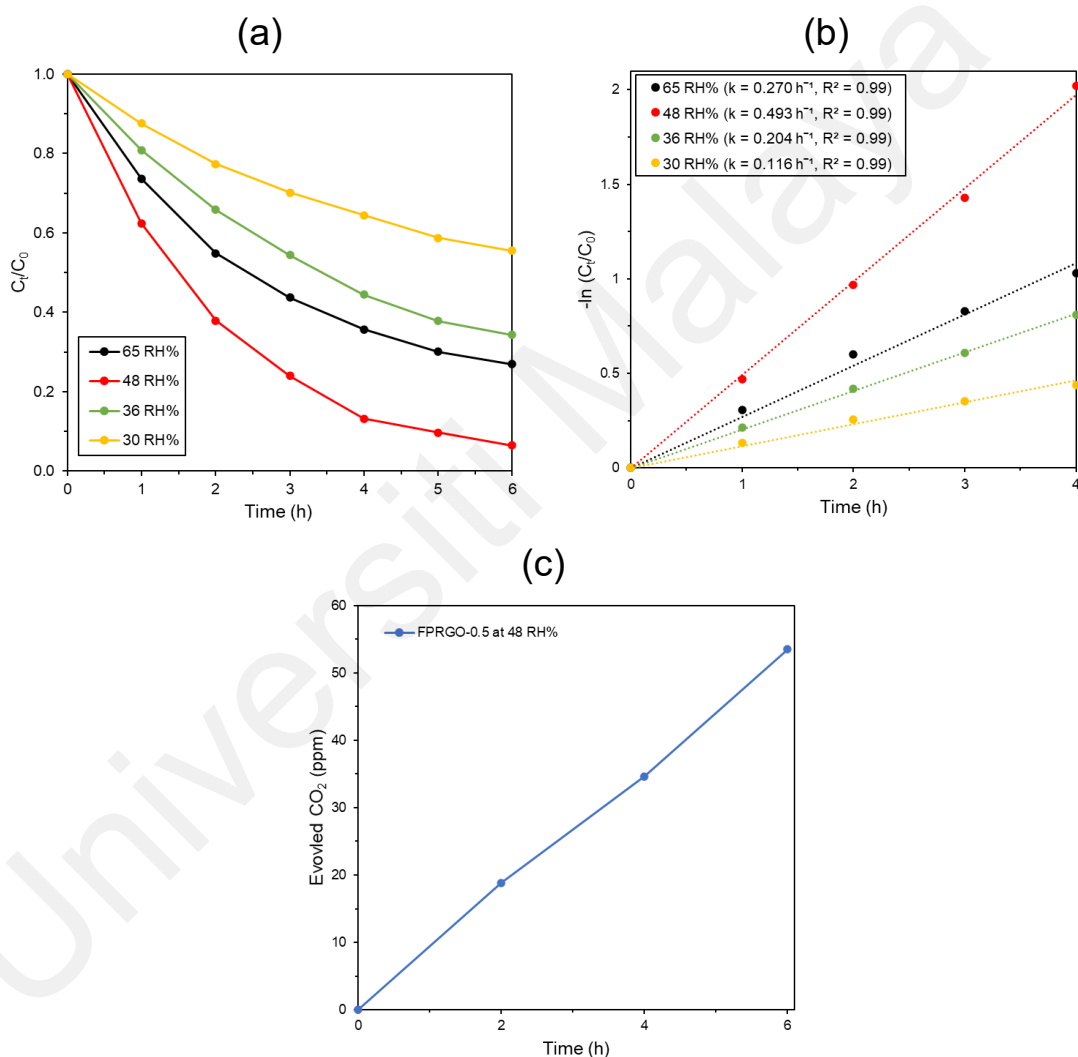 (a)
1.0
0.8
0.6
0.4
0.2
0.0
Cₜ/C₀
65 RH%
48 RH%
36 RH%
30 RH%
0 1 2 3 4 5 6
Time (h)
(b)
65 RH% (k = 0.270 h⁻¹, R² = 0.99)
48 RH% (k = 0.493 h⁻¹, R² = 0.99)
36 RH% (k = 0.204 h⁻¹, R² = 0.99)
30 RH% (k = 0.116 h⁻¹, R² = 0.99)
2
1.5
1
0.5
0
-ln (Cₜ/C₀)
0 1 2 3 4
Time (h)
(c)
60
50
40
30
20
10
0
Evovled CO₂ (ppm)
FPRGO-0.5 at 48 RH%
0 2 4 6
Time (h)
Universiti Malaya